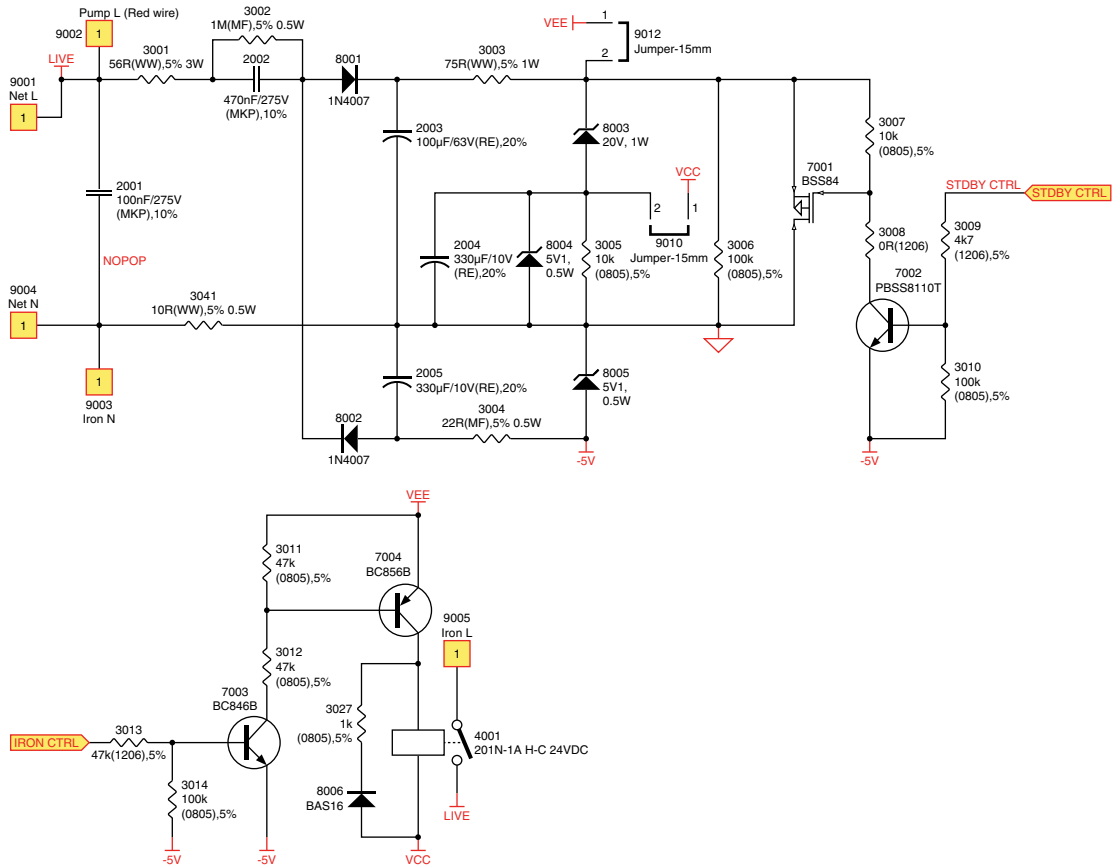 Pump L (Red wire)
9002
1
LIVE
9001
Net L
1
3001
56R(WW),5% 3W
3002
1M(MF),5% 0.5W
2002
470nF/275V
(MKP),10%
8001
1N4007
3003
75R(WW),5% 1W
VEE
1
2
9012
Jumper-15mm
2003
100µF/63V(RE),20%
8003
20V, 1W
3007
10k
(0805),5%
7001
BSS84
STDBY CTRL
STDBY CTRL
2001
100nF/275V
(MKP),10%
NOPOP
VCC
2
1
9010
Jumper-15mm
2004
330µF/10V
(RE),20%
8004
5V1,
0.5W
3005
10k
(0805),5%
3006
100k
(0805),5%
3008
0R(1206)
3009
4k7
(1206),5%
7002
PBSS8110T
9004
Net N
1
3041
10R(WW),5% 0.5W
1
9003
Iron N
2005
330µF/10V(RE),20%
8005
5V1,
0.5W
3010
100k
(0805),5%
8002
1N4007
3004
22R(MF),5% 0.5W
-5V
-5V
VEE
3011
47k
(0805),5%
7004
BC856B
9005
Iron L
1
3012
47k
(0805),5%
7003
BC846B
IRON CTRL
3013
47k(1206),5%
3027
1k
(0805),5%
4001
201N-1A H-C 24VDC
3014
100k
(0805),5%
8006
BAS16
LIVE
-5V
-5V
VCC